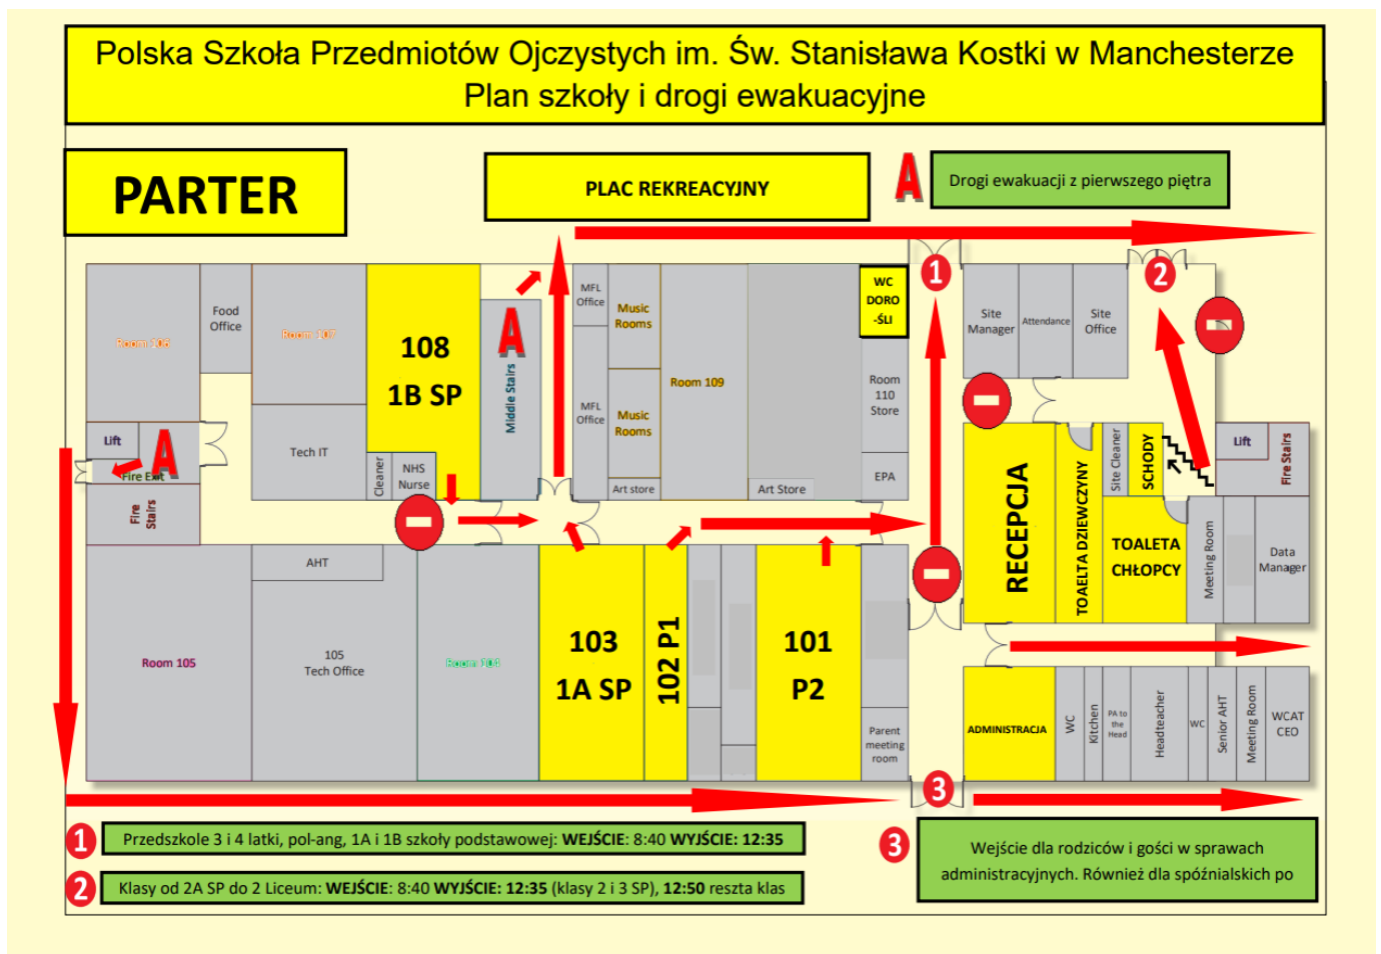 Polska Szkoła Przedmiotów Ojczystych im. Św. Stanisława Kostki w Manchesterze
Plan szkoły i drogi ewakuacyjne
PARTER
PLAC REKREACYJNY
A
Drogi ewakuacji z pierwszego piętra
1
2
Room 106
Food
Office
Room 107
108
1B SP
A
Middle Stairs
MFL
Office
Music
Rooms
Room 109
WC
DORO
-ŚLI
Site
Manager
Attendance
Site
Office
MFL
Office
Music
Rooms
Room
110
Store
Lift
A
Fire Exit
Fire
Stairs
Tech IT
Cleaner
NHS
Nurse
Art store
Art Store
EPA
RECEPCJA
TOAELTA DZIEWCZYNY
Site Cleaner
SCHODY
Lift
Fire Stairs
TOALETA
CHŁOPCY
Meeting Room
Data
Manager
AHT
Room 105
105
Tech Office
Room 104
103
1A SP
102 P1
101
P2
Parent
meeting
room
ADMINISTRACJA
WC
Kitchen
PA to
the
Head
Headteacher
WC
Senior AHT
Meeting Room
WCAT
CEO
3
1
Przedszkole 3 i 4 latki, pol-ang, 1A i 1B szkoły podstawowej: WEJŚCIE: 8:40 WYJŚCIE: 12:35
2
Klasy od 2A SP do 2 Liceum: WEJŚCIE: 8:40 WYJŚCIE: 12:35 (klasy 2 i 3 SP), 12:50 reszta klas
3
Wejście dla rodziców i gości w sprawach
administracyjnych. Również dla spóźnialskich po